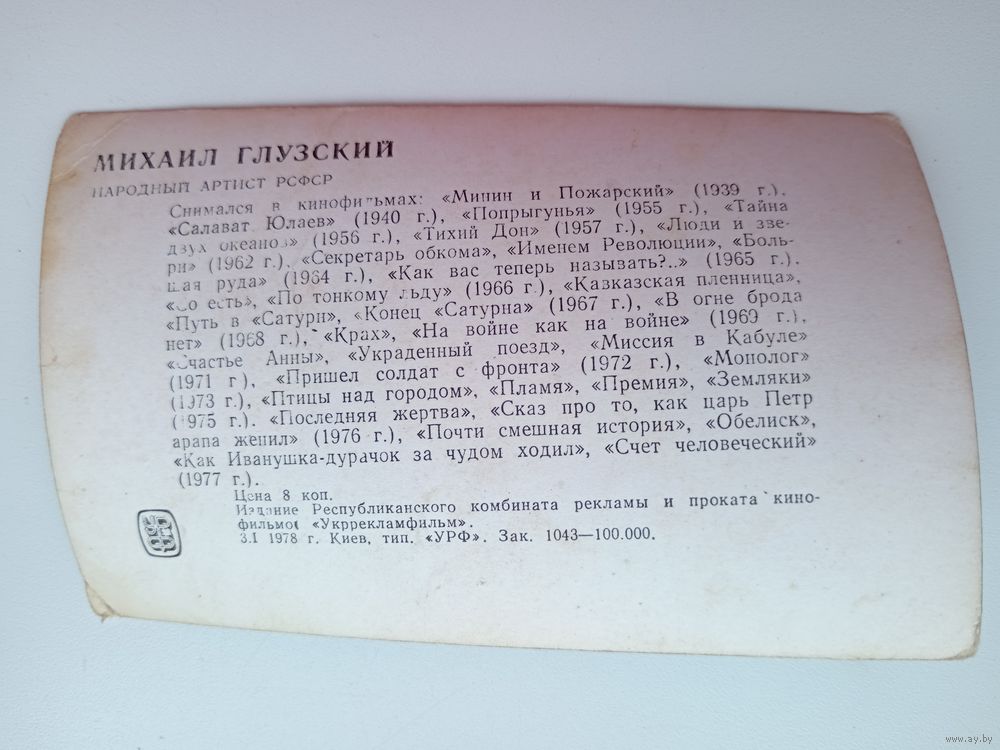 МИХАИЛ ГЛУЗСКИЙ
НАРОДНЫЙ АРТИСТ РСФСР
Снимался в кинофильмах: «Минин и Пожарский» (1939 г.),
«Салават Юлаев» (1940 г.), «Попрыгунья» (1955 г.), «Тайна
двух океанов» (1956 г.), «Тихий Дон» (1957 г.), «Люди и зве-
ри» (1962 г.), «Секретарь обкома», «Именем Революции», «Боль-
шая руда» (1964 г.), «Как вас теперь называть?..» (1965 г.),
«Во есть», «По тонкому льду» (1966 г.), «Кавказская пленница»,
«Путь в «Сатурн», «Конец «Сатурна» (1967 г.), «В огне брода
нет» (1968 г.), «Крах», «На войне как на войне» (1969 г.),
«Счастье Анны», «Украденный поезд», «Миссия в Кабуле»
(1971 г.), «Пришел солдат с фронта» (1972 г.), «Монолог»
(1973 г.), «Птицы над городом», «Пламя», «Премия», «Земляки»
(1975 г.). «Последняя жертва», «Сказ про то, как царь Петр
арапа женил» (1976 г.), «Почти смешная история», «Обелиск»,
«Как Иванушка-дурачок за чудом ходил», «Счет человеческий»
(1977 г.).
Цена 8 коп.
Издание Республиканского комбината рекламы и проката кино-
фильмов «Укррекламфильм».
3.I 1978 г. Киев, тип. «УРФ». Зак. 1043—100.000.
www.ay.by